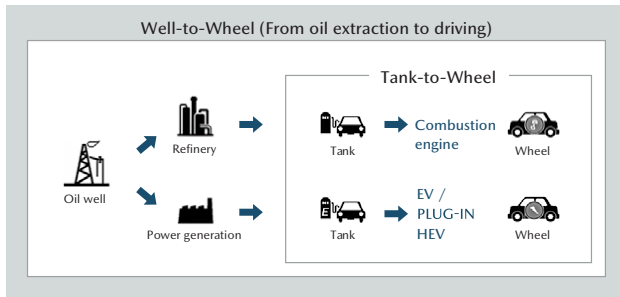 Well-to-Wheel (From oil extraction to driving)
Tank-to-Wheel
Oil well
Refinery
Tank
Combustion
engine
Wheel
Power generation
E
Tank
EV /
PLUG-IN
HEV
Wheel